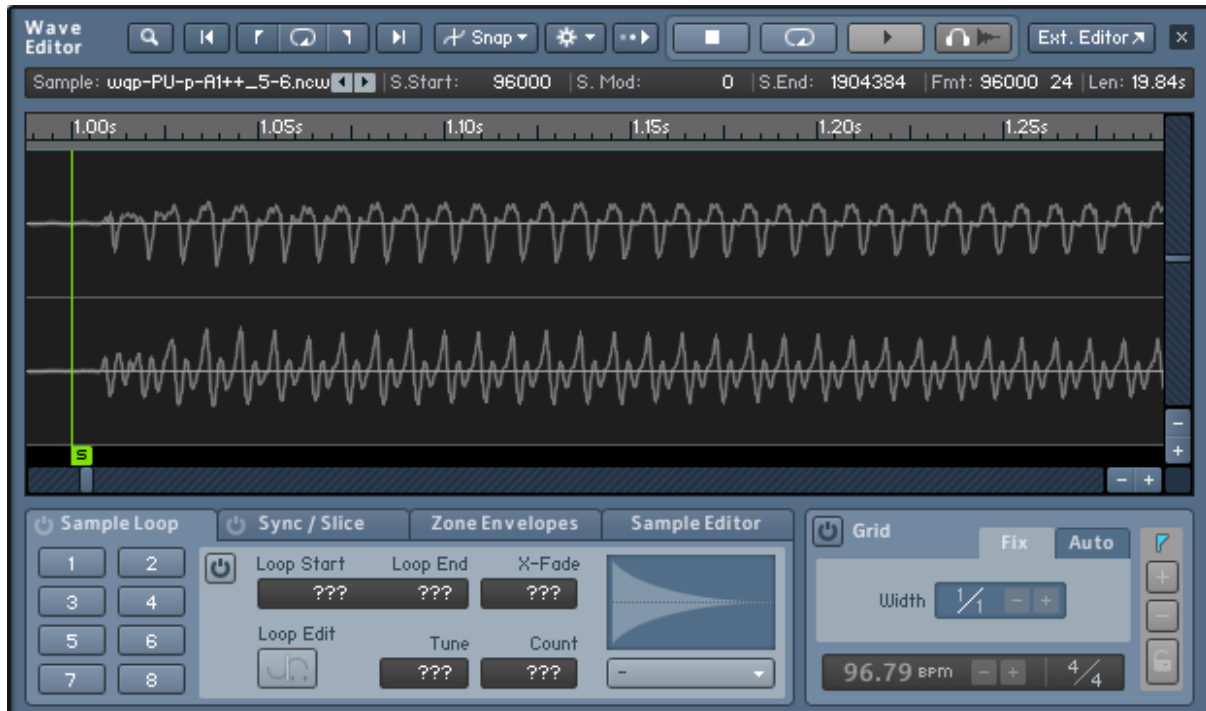 Wave Editor Snap Ext. Editor
Sample: wqp-PU-p-A1++_5-6.ncw S.Start: 96000 S. Mod: 0 S.End: 1904384 Fmt: 96000 24 Len: 19.84s
1.00s 1.05s 1.10s 1.15s 1.20s 1.25s
S
Sample Loop Sync / Slice Zone Envelopes Sample Editor
Grid Fix Auto
1 2 Loop Start Loop End X-Fade
3 4 ??? ??? ???
Width 1/1 - +
5 6 Loop Edit Tune Count
7 8 ??? ??? -
96.79 BPM - + 4/4